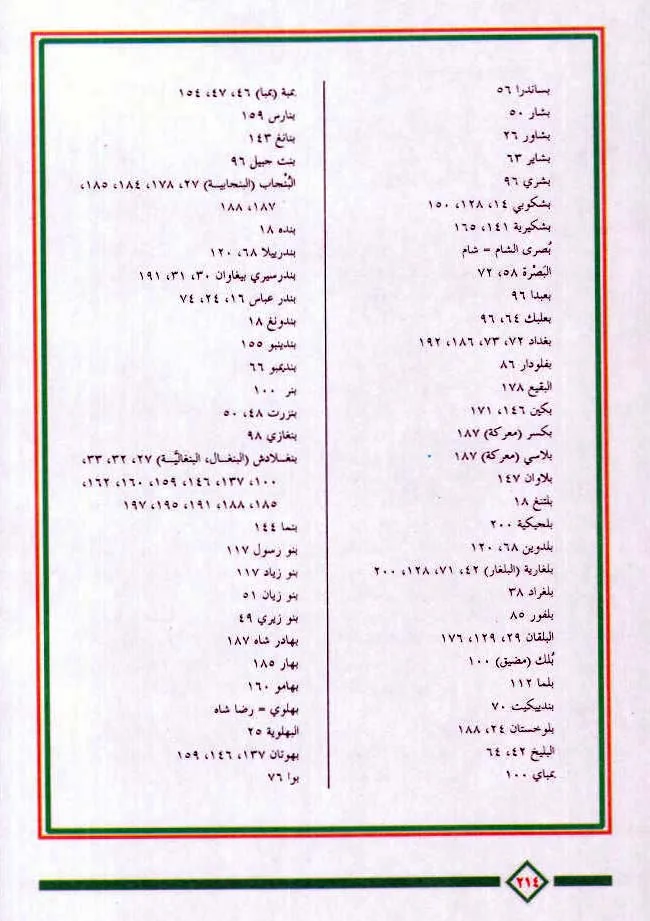 بساندرا ٥٦
بشار ٥٠
بشاور ٢٦
بشاير ٦٣
بشري ٩٦
بشكوبي ١٤، ١٢٨، ١٥٠
بشكيرية ١٤١، ١٦٥
بُصرى الشام = شام
البَصْرة ٥٨، ٧٢
بعبدا ٩٦
بعلبك ٦٤، ٩٦
بغداد ٧٢، ٧٣، ١٨٦، ١٩٢
بفلودار ٨٦
البقيع ١٧٨
بكين ١٤٦، ١٧١
بكسر (معركة) ١٨٧
بلاسي (معركة) ١٨٧
بلاوان ١٤٧
بلتنغ ١٨
بلجيكية ٢٠٠
بلدوين ٦٨، ١٢٠
بلغارية (البلغار) ٤٢، ٧١، ١٢٨، ٢٠٠
بلغراد ٣٨
بلفور ٨٥
البلقان ٢٩، ١٢٩، ١٧٦
بُلك (مضيق) ١٠٠
بلما ١١٢
بندييكيت ٧٠
بلوخستان ٢٤، ١٨٨
البليخ ٤٢، ٦٤
بمباي ١٠٠
بمبة (بمبا) ٤٦، ٤٧، ١٥٤
بنارس ١٥٩
بنانغ ١٤٣
بنت جبيل ٩٦
البُنْجاب (البنجابية) ٢٧، ١٧٨، ١٨٤، ١٨٥،
١٨٧، ١٨٨
بنده ١٨
بندرييلا ٦٨، ١٢٠
بندرسيري بيغاوان ٣٠، ٣١، ١٩١
بندر عباس ١٦، ٢٤، ٧٤
بندونغ ١٨
بندينبو ١٥٥
بنديمبو ٦٦
بنر ١٠٠
بنزرت ٤٨، ٥٠
بنغازي ٩٨
بنغلادش (البنغال، البنغاليَّة) ٢٧، ٣٢، ٣٣،
١٠٠، ١٣٧، ١٤٦، ١٥٩، ١٦٠، ١٦٢،
١٨٥، ١٨٨، ١٩١، ١٩٥، ١٩٧
بنما ١٤٤
بنو رسول ١١٧
بنو زياد ١١٧
بنو زيان ٥١
بنو زيري ٤٩
بهادر شاه ١٨٧
بهار ١٨٥
بهامو ١٦٠
بهلوي = رضا شاه
البهلوية ٢٥
بهوتان ١٣٧، ١٤٦، ١٥٩
بوا ٧٦
٢١٤